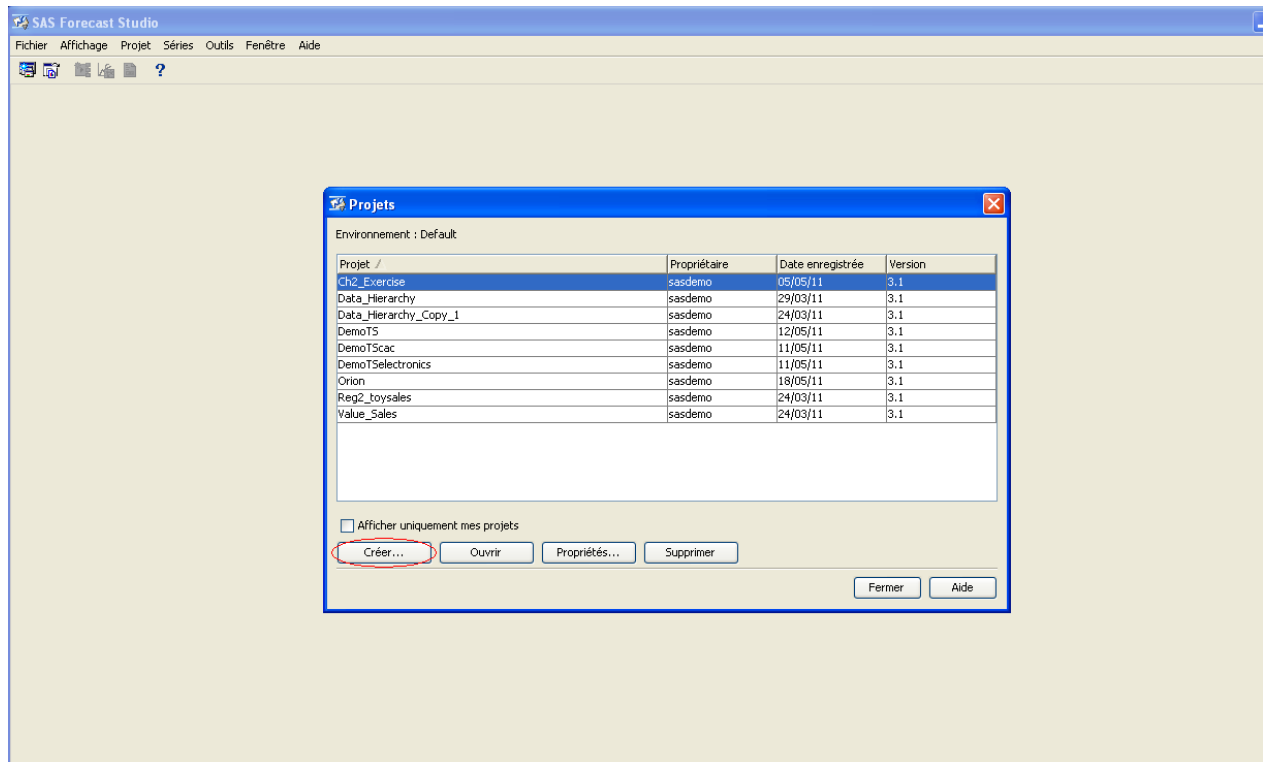 SAS Forecast Studio
Fichier Affichage Projet Séries Outils Fenêtre Aide
?
Projets
Environnement : Default
Projet Propriétaire Date enregistrée Version
Ch2_Exercise sasdemo 05/05/11 3.1
Data_Hierarchy sasdemo 29/03/11 3.1
Data_Hierarchy_Copy_1 sasdemo 24/03/11 3.1
DemoTS sasdemo 12/05/11 3.1
DemoTScac sasdemo 11/05/11 3.1
DemoTSelectronics sasdemo 11/05/11 3.1
Orion sasdemo 18/05/11 3.1
Reg2_toysales sasdemo 24/03/11 3.1
Value_Sales sasdemo 24/03/11 3.1
Afficher uniquement mes projets
Créer... Ouvrir Propriétés... Supprimer
Fermer Aide